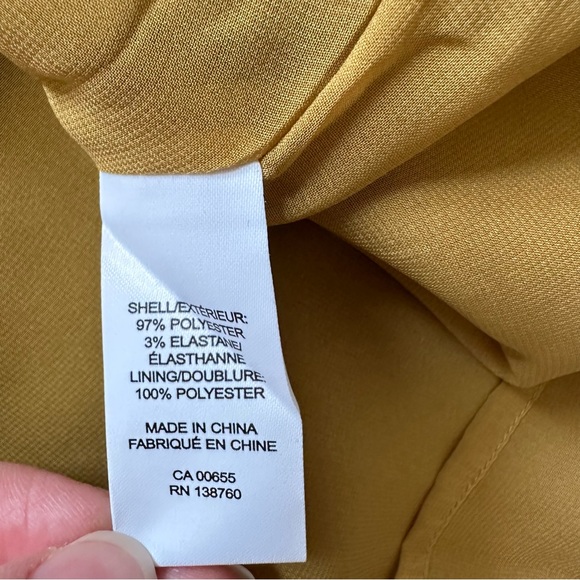 SHELL/EXTÉRIEUR:
97% POLYESTER
3% ELASTANE/
ÉLASTHANNE
LINING/DOUBLURE:
100% POLYESTER
MADE IN CHINA
FABRIQUÉ EN CHINE
CA 00655
RN 138760